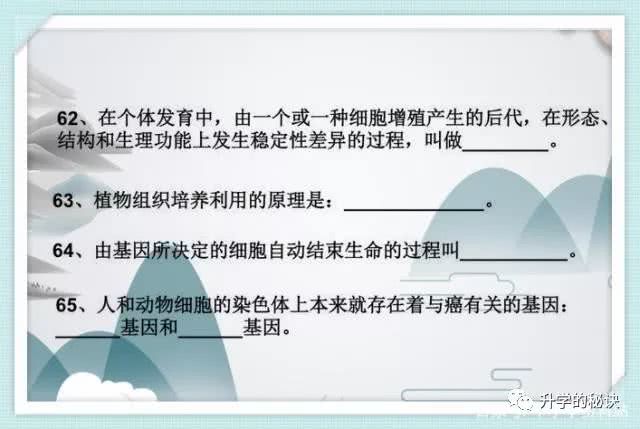 62、在个体发育中，由一个或一种细胞增殖产生的后代，在形态、
结构和生理功能上发生稳定性差异的过程，叫做_________。
63、植物组织培养利用的原理是：______________。
64、由基因所决定的细胞自动结束生命的过程叫___________。
65、人和动物细胞的染色体上本来就存在着与癌有关的基因：
______基因和______基因。
升学的秘诀